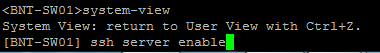 <BNT-SW01>system-view
System View: return to User View with Ctrl+Z.
[BNT-SW01] ssh server enable